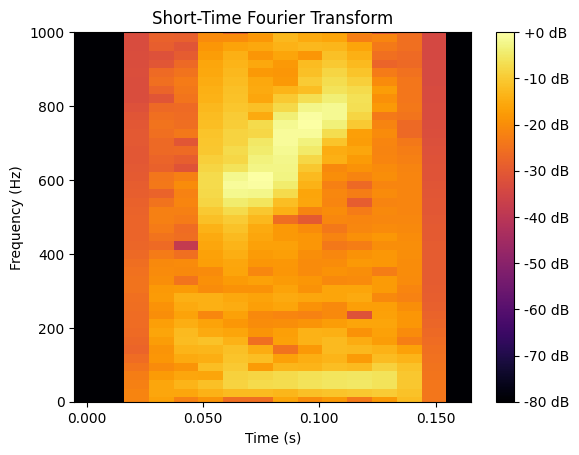 Short-Time Fourier Transform
1000
800
600
400
200
0
Frequency (Hz)
0.000
0.050
0.100
0.150
Time (s)
+0 dB
-10 dB
-20 dB
-30 dB
-40 dB
-50 dB
-60 dB
-70 dB
-80 dB